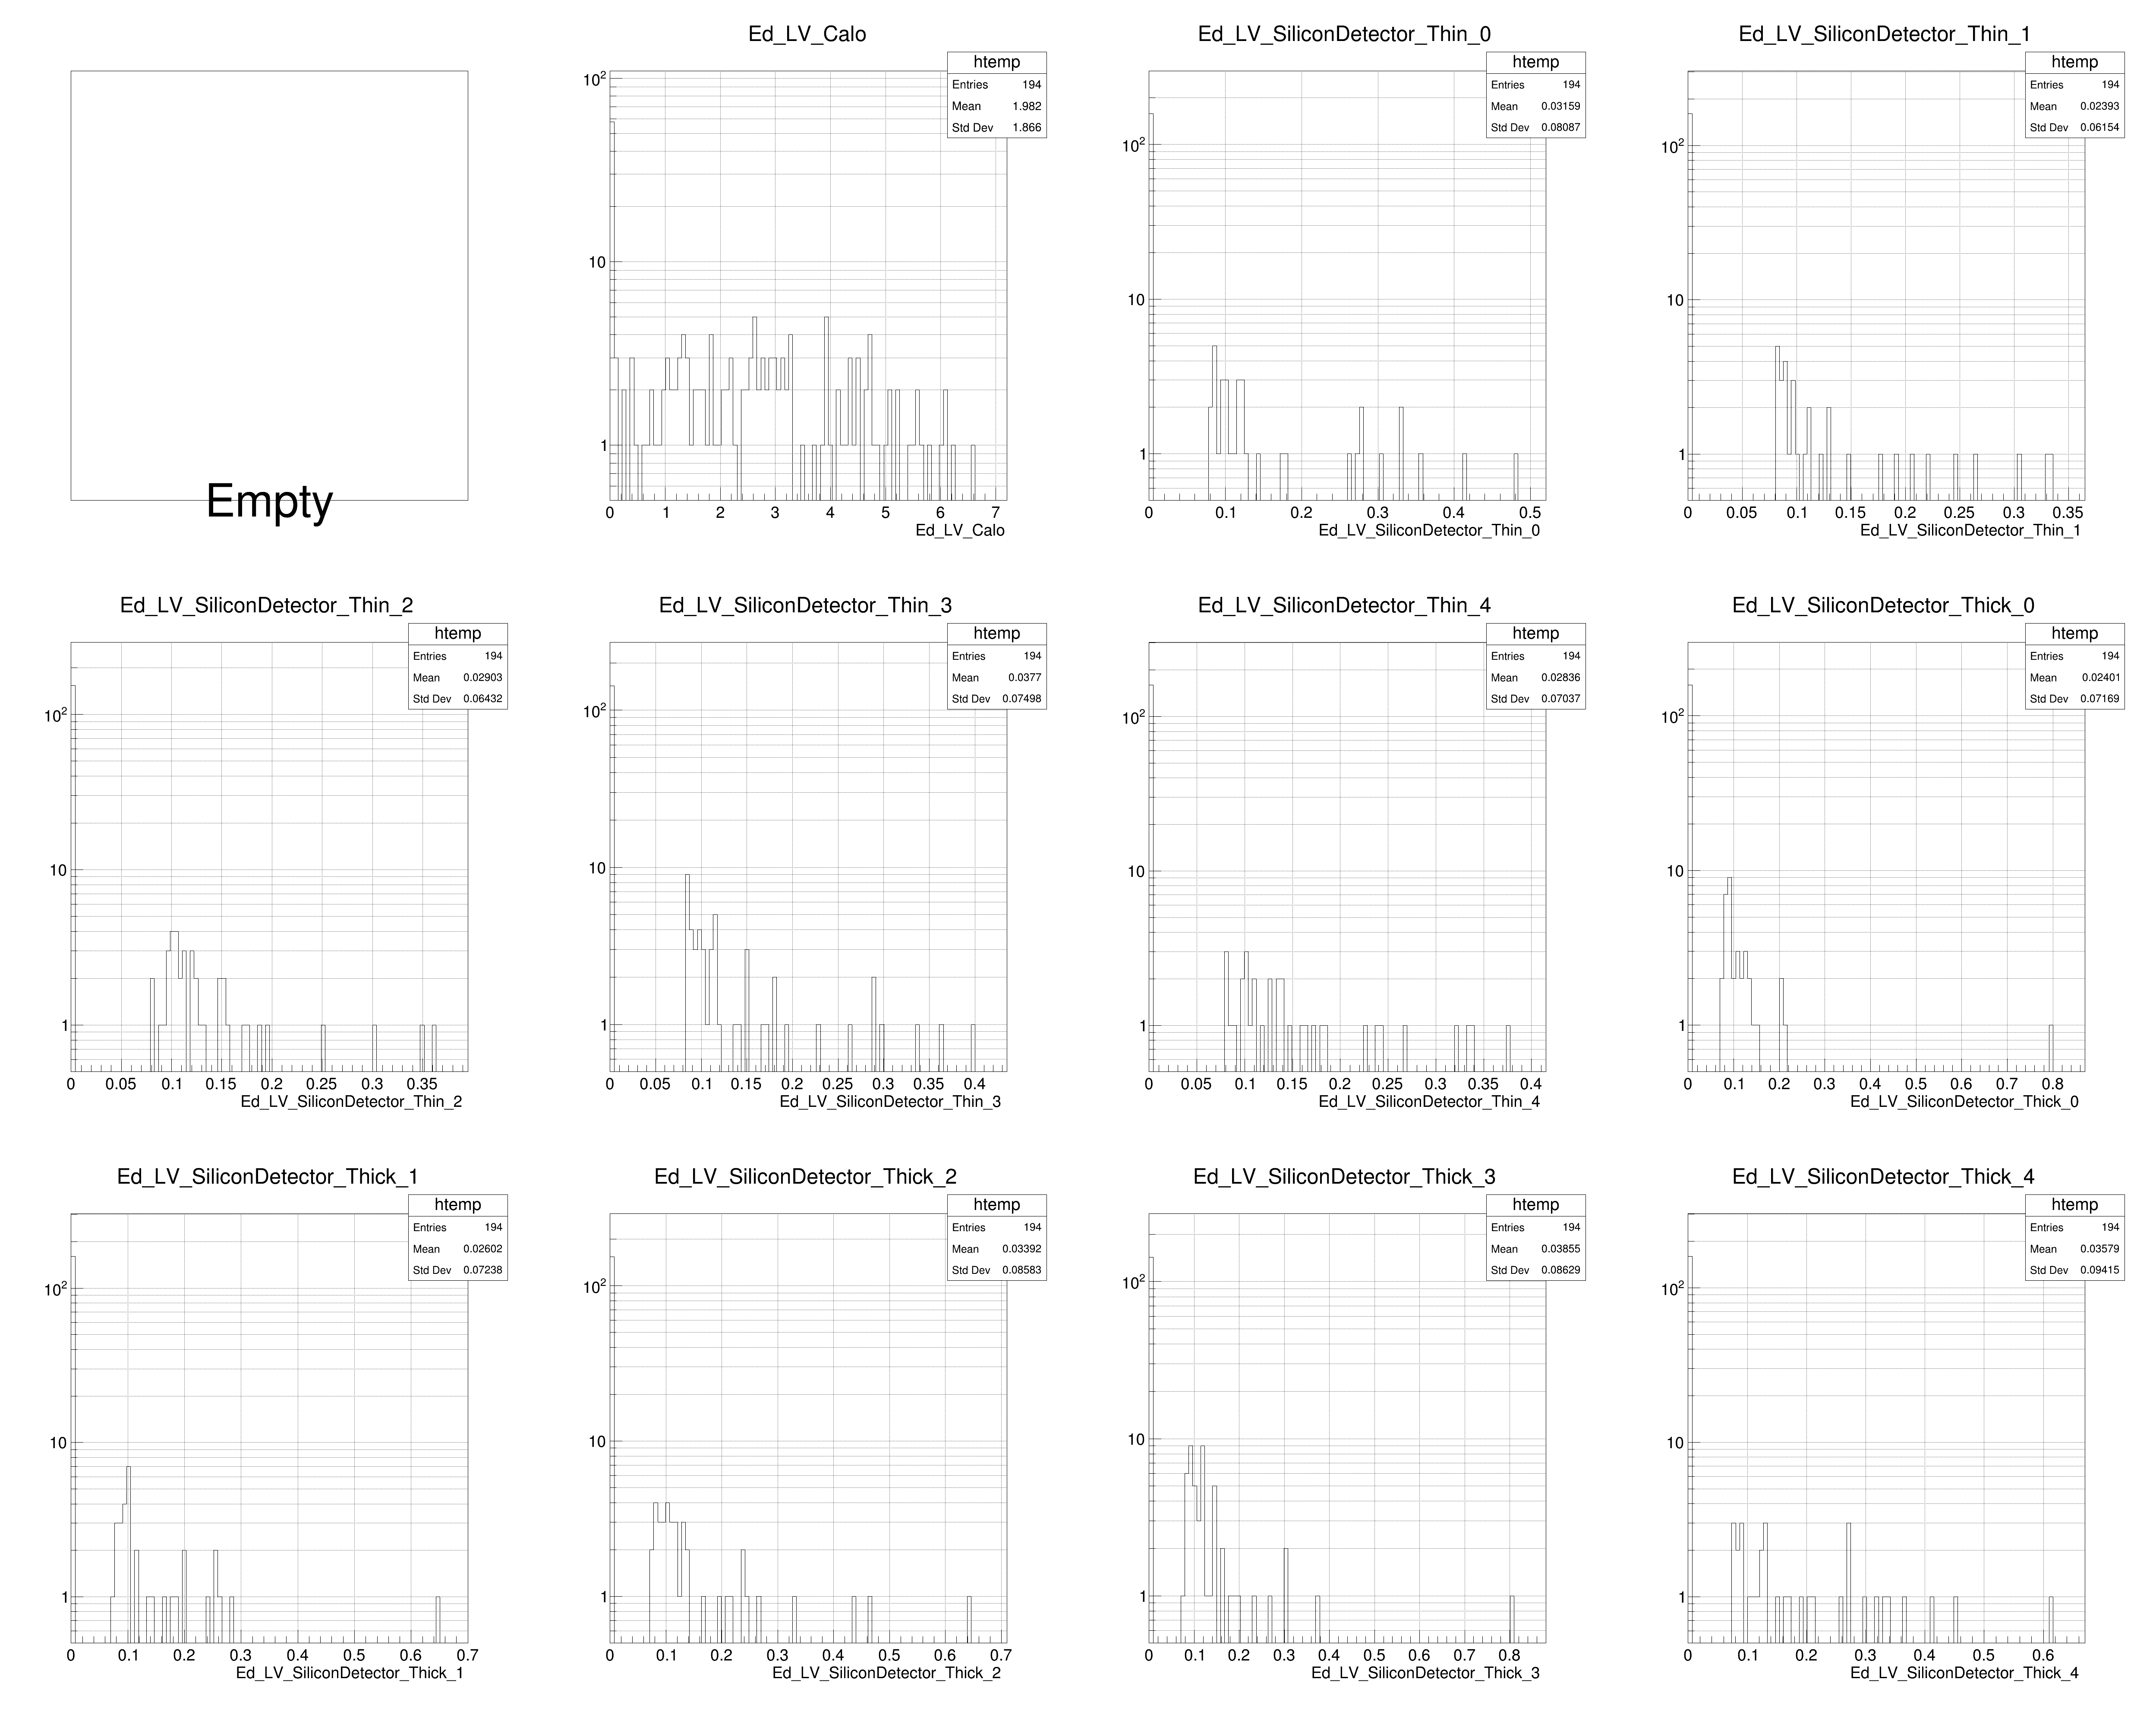 Empty
Ed_LV_Calo
htemp
Entries 194
Mean 1.982
Std Dev 1.866
10²
10
1
0 1 2 3 4 5 6 7
Ed_LV_Calo
Ed_LV_SiliconDetector_Thin_0
htemp
Entries 194
Mean 0.03159
Std Dev 0.08087
10²
10
1
0 0.1 0.2 0.3 0.4 0.5
Ed_LV_SiliconDetector_Thin_0
Ed_LV_SiliconDetector_Thin_1
htemp
Entries 194
Mean 0.02393
Std Dev 0.06154
10²
10
1
0 0.05 0.1 0.15 0.2 0.25 0.3 0.35
Ed_LV_SiliconDetector_Thin_1
Ed_LV_SiliconDetector_Thin_2
htemp
Entries 194
Mean 0.02903
Std Dev 0.06432
10²
10
1
0 0.05 0.1 0.15 0.2 0.25 0.3 0.35
Ed_LV_SiliconDetector_Thin_2
Ed_LV_SiliconDetector_Thin_3
htemp
Entries 194
Mean 0.0377
Std Dev 0.07498
10²
10
1
0 0.05 0.1 0.15 0.2 0.25 0.3 0.35 0.4
Ed_LV_SiliconDetector_Thin_3
Ed_LV_SiliconDetector_Thin_4
htemp
Entries 194
Mean 0.02836
Std Dev 0.07037
10²
10
1
0 0.05 0.1 0.15 0.2 0.25 0.3 0.35 0.4
Ed_LV_SiliconDetector_Thin_4
Ed_LV_SiliconDetector_Thick_0
htemp
Entries 194
Mean 0.02401
Std Dev 0.07169
10²
10
1
0 0.1 0.2 0.3 0.4 0.5 0.6 0.7 0.8
Ed_LV_SiliconDetector_Thick_0
Ed_LV_SiliconDetector_Thick_1
htemp
Entries 194
Mean 0.02602
Std Dev 0.07238
10²
10
1
0 0.1 0.2 0.3 0.4 0.5 0.6 0.7
Ed_LV_SiliconDetector_Thick_1
Ed_LV_SiliconDetector_Thick_2
htemp
Entries 194
Mean 0.03392
Std Dev 0.08583
10²
10
1
0 0.1 0.2 0.3 0.4 0.5 0.6 0.7
Ed_LV_SiliconDetector_Thick_2
Ed_LV_SiliconDetector_Thick_3
htemp
Entries 194
Mean 0.03855
Std Dev 0.08629
10²
10
1
0 0.1 0.2 0.3 0.4 0.5 0.6 0.7 0.8
Ed_LV_SiliconDetector_Thick_3
Ed_LV_SiliconDetector_Thick_4
htemp
Entries 194
Mean 0.03579
Std Dev 0.09415
10²
10
1
0 0.1 0.2 0.3 0.4 0.5 0.6
Ed_LV_SiliconDetector_Thick_4